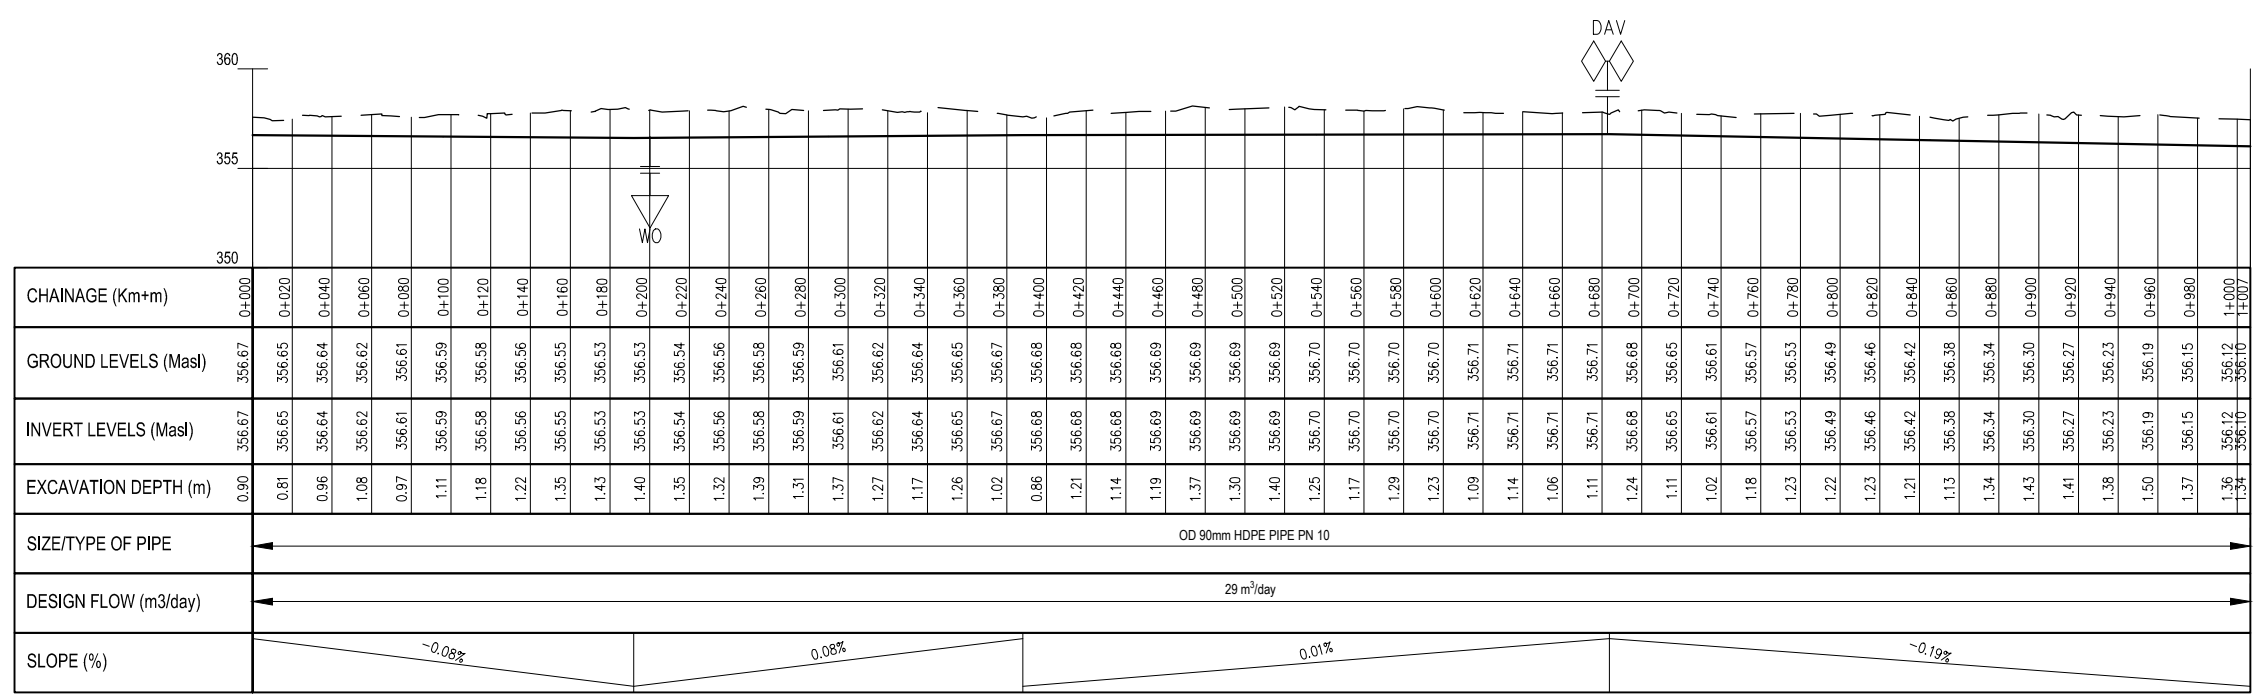 DAV
360
355
WO
350
CHAINAGE (Km+m) 0+000 0+020 0+040 0+060 0+080 0+100 0+120 0+140 0+160 0+180 0+200 0+220 0+240 0+260 0+280 0+300 0+320 0+340 0+360 0+380 0+400 0+420 0+440 0+460 0+480 0+500 0+520 0+540 0+560 0+580 0+600 0+620 0+640 0+660 0+680 0+700 0+720 0+740 0+760 0+780 0+800 0+820 0+840 0+860 0+880 0+900 0+920 0+940 0+960 0+980 1+000 1+007
GROUND LEVELS (Masl) 356.67 356.65 356.64 356.62 356.61 356.59 356.58 356.56 356.55 356.53 356.53 356.54 356.56 356.58 356.59 356.61 356.62 356.64 356.65 356.67 356.68 356.68 356.68 356.69 356.69 356.69 356.69 356.70 356.70 356.70 356.70 356.71 356.71 356.71 356.71 356.68 356.65 356.61 356.57 356.53 356.49 356.46 356.42 356.38 356.34 356.30 356.27 356.23 356.19 356.15 356.12 356.10
INVERT LEVELS (Masl) 356.67 356.65 356.64 356.62 356.61 356.59 356.58 356.56 356.55 356.53 356.53 356.54 356.56 356.58 356.59 356.61 356.62 356.64 356.65 356.67 356.68 356.68 356.68 356.69 356.69 356.69 356.69 356.70 356.70 356.70 356.70 356.71 356.71 356.71 356.71 356.68 356.65 356.61 356.57 356.53 356.49 356.46 356.42 356.38 356.34 356.30 356.27 356.23 356.19 356.15 356.12 356.10
EXCAVATION DEPTH (m) 0.90 0.81 0.96 1.08 0.97 1.11 1.18 1.22 1.35 1.43 1.40 1.35 1.32 1.39 1.31 1.37 1.27 1.17 1.26 1.02 0.86 1.21 1.14 1.19 1.37 1.30 1.40 1.25 1.17 1.29 1.23 1.09 1.14 1.06 1.11 1.24 1.11 1.02 1.18 1.23 1.22 1.23 1.21 1.13 1.34 1.43 1.41 1.38 1.50 1.37 1.36 1.34
SIZE/TYPE OF PIPE OD 90mm HDPE PIPE PN 10
DESIGN FLOW (m3/day) 29 m³/day
SLOPE (%) -0.08% 0.08% 0.01% -0.19%